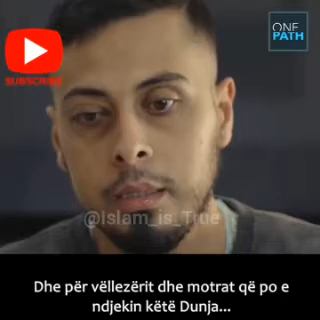 ONE
PATH
SUBSCRIBE
@Islam_is_True
Dhe për vëllezërit dhe motrat që po e
ndjekin këtë Dunja...